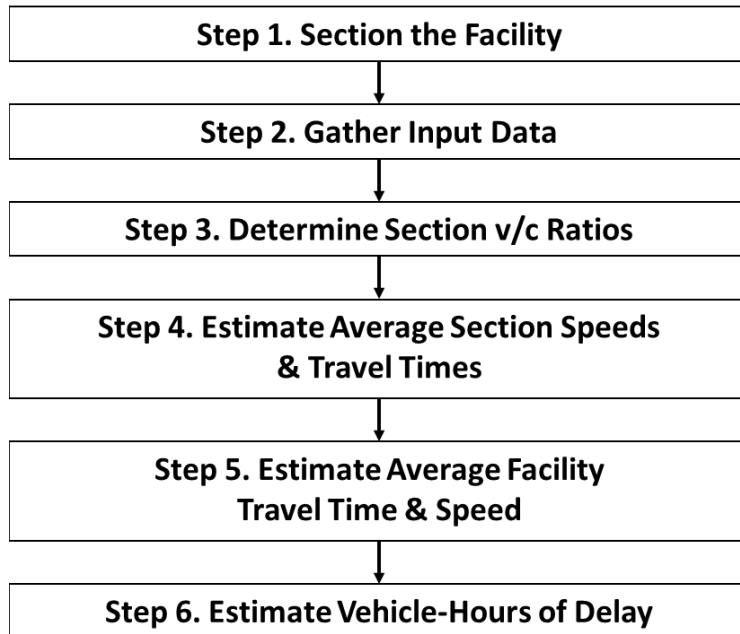 Step 1. Section the Facility
Step 2. Gather Input Data
Step 3. Determine Section v/c Ratios
Step 4. Estimate Average Section Speeds
& Travel Times
Step 5. Estimate Average Facility
Travel Time & Speed
Step 6. Estimate Vehicle-Hours of Delay